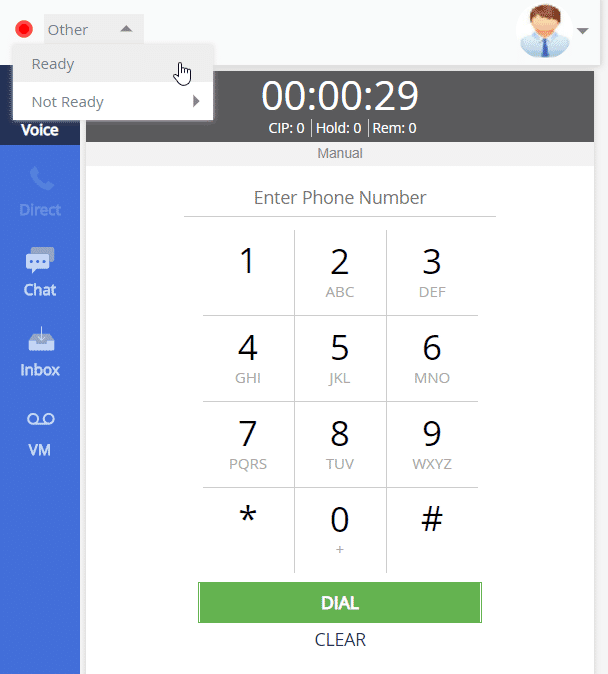 Other
Ready
Not Ready
00:00:29
CIP: 0 Hold: 0 Rem: 0
Manual
Voice
Direct
Chat
Inbox
VM
Enter Phone Number
1 2 3
ABC DEF
4 5 6
GHI JKL MNO
7 8 9
PQRS TUV WXYZ
* 0 #
+
DIAL
CLEAR